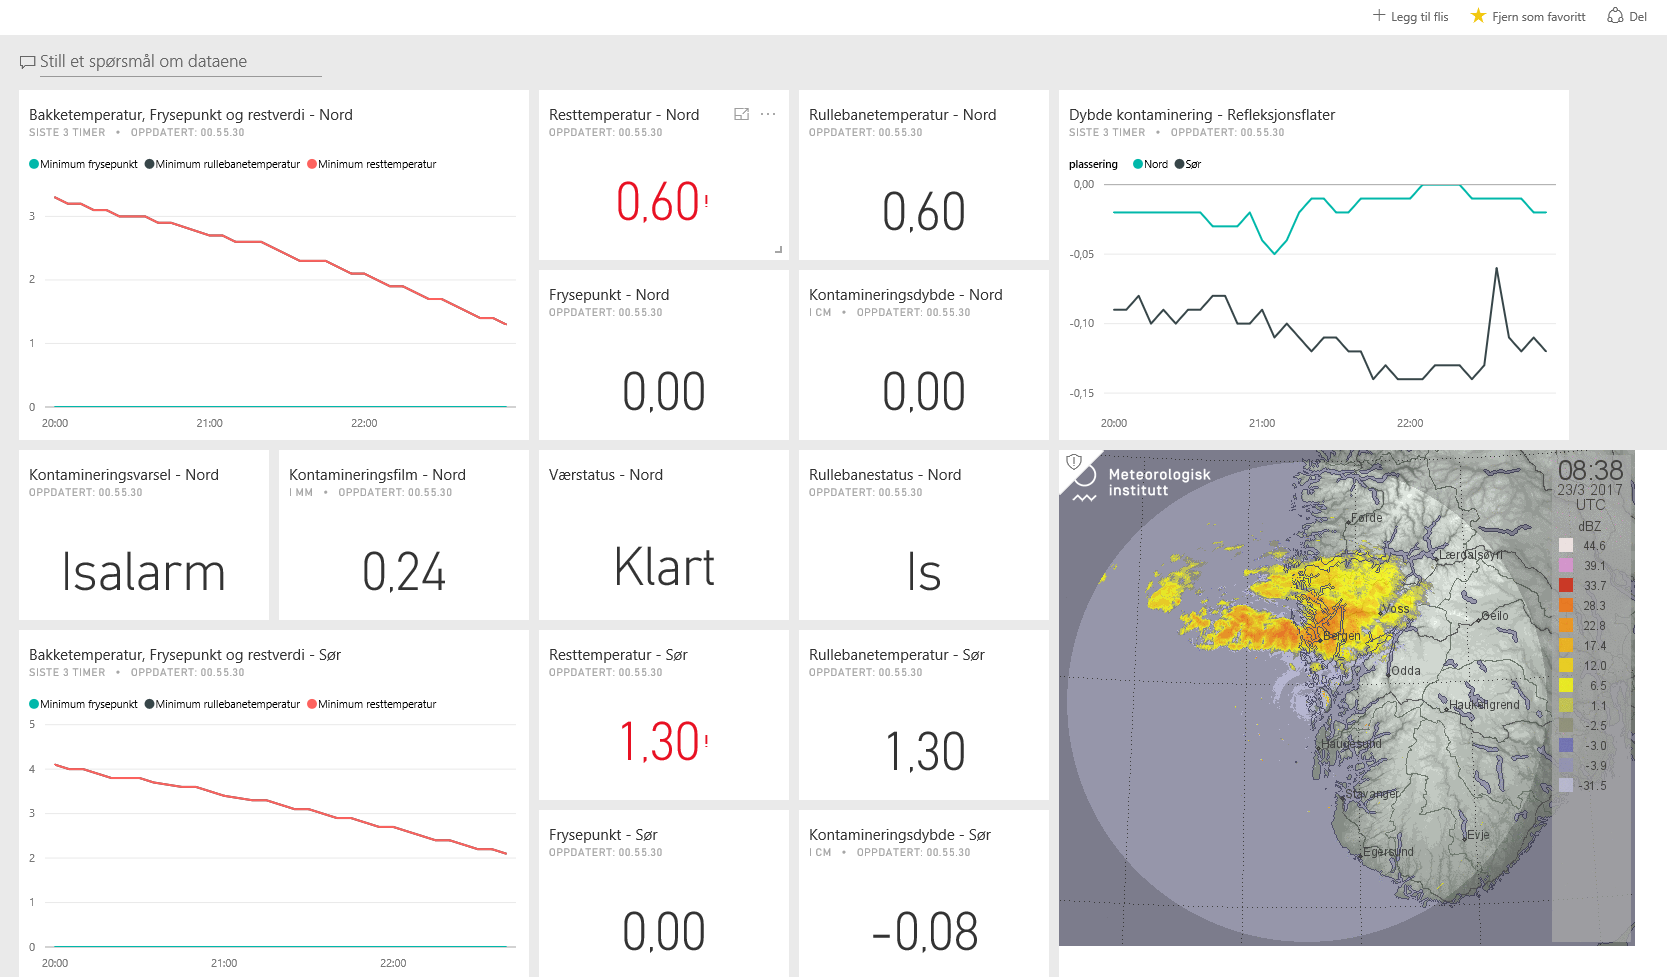 Legg til flis
Fjern som favoritt
Del
Still et spørsmål om dataene
Bakketemperatur, Frysepunkt og restverdi - Nord
SISTE 3 TIMER • OPPDATERT: 00.55.30
Minimum frysepunkt Minimum rullebanetemperatur Minimum resttemperatur
3
2
1
0
20:00 21:00 22:00
Resttemperatur - Nord
OPPDATERT: 00.55.30
0,60!
Rullebanetemperatur - Nord
OPPDATERT: 00.55.30
0,60
Frysepunkt - Nord
OPPDATERT: 00.55.30
0,00
Kontamineringsdybde - Nord
I CM • OPPDATERT: 00.55.30
0,00
Dybde kontaminering - Refleksjonsflater
SISTE 3 TIMER • OPPDATERT: 00.55.30
plassering Nord Sør
0,00
-0,05
-0,10
-0,15
20:00 21:00 22:00
Kontamineringsvarsel - Nord
OPPDATERT: 00.55.30
Isalarm
Kontamineringsfilm - Nord
I MM • OPPDATERT: 00.55.30
0,24
Værstatus - Nord
Klart
Rullebanestatus - Nord
OPPDATERT: 00.55.30
Is
Meteorologisk
institutt
08:38
23/3 2017
UTC
dBZ
44.6
39.1
33.7
28.3
22.8
17.4
12.0
6.5
1.1
-2.5
-3.0
-3.9
-31.5
Førde
Lærdalsøyri
Voss
Geilo
Bergen
Odda
Haukeligrend
Haugesund
Stavanger
Evje
Egersund
Bakketemperatur, Frysepunkt og restverdi - Sør
SISTE 3 TIMER • OPPDATERT: 00.55.30
Minimum frysepunkt Minimum rullebanetemperatur Minimum resttemperatur
5
4
3
2
1
0
20:00 21:00 22:00
Resttemperatur - Sør
OPPDATERT: 00.55.30
1,30!
Rullebanetemperatur - Sør
OPPDATERT: 00.55.30
1,30
Frysepunkt - Sør
OPPDATERT: 00.55.30
0,00
Kontamineringsdybde - Sør
I CM • OPPDATERT: 00.55.30
-0,08